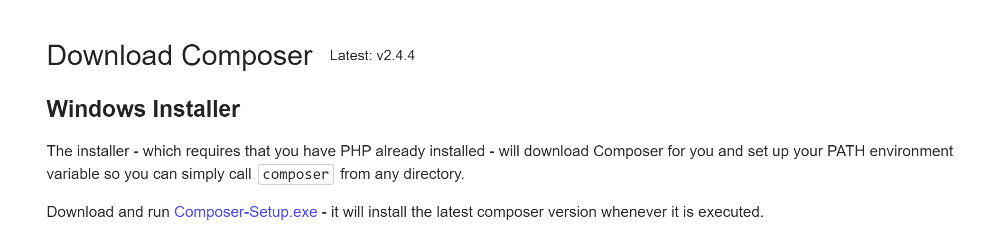 Download Composer Latest: v2.4.4
Windows Installer
The installer - which requires that you have PHP already installed - will download Composer for you and set up your PATH environment
variable so you can simply call composer from any directory.
Download and run Composer-Setup.exe - it will install the latest composer version whenever it is executed.